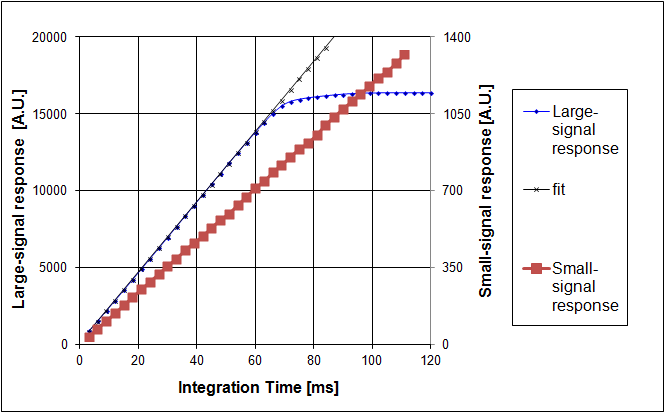 20000
15000
10000
5000
0
Large-signal response [A.U.]
1400
1050
700
350
0
Small-signal response [A.U.]
0
20
40
60
80
100
120
Integration Time [ms]
Large-
signal
response
fit
Small-
signal
response